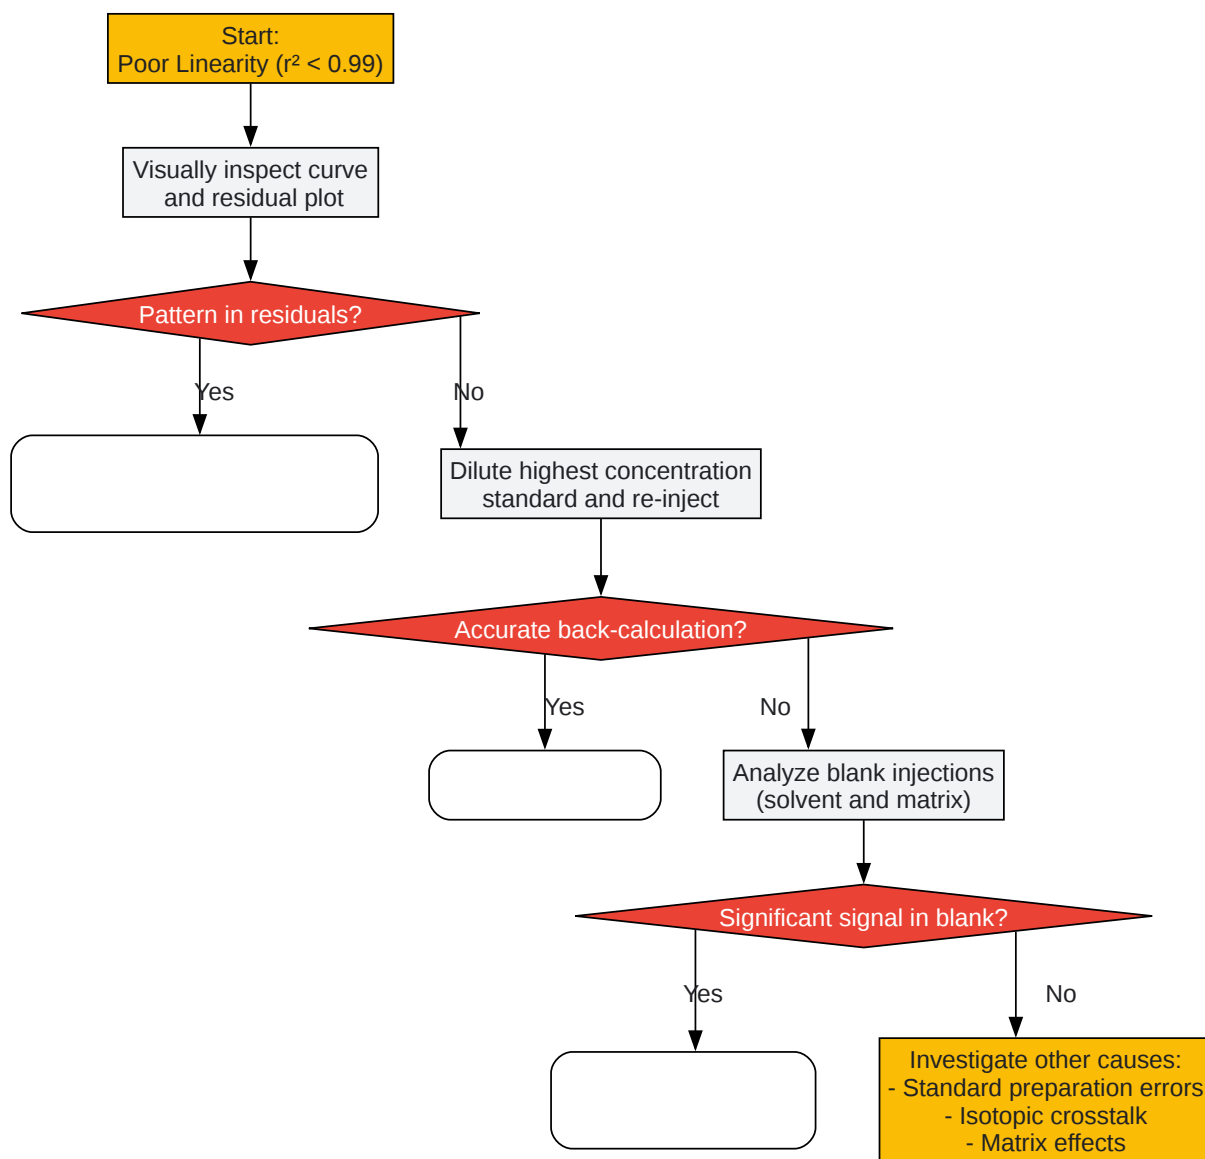 Start:
Poor Linearity (r² < 0.99)
Visually inspect curve
and residual plot
Pattern in residuals?
Yes
No
Dilute highest concentration
standard and re-inject
Accurate back-calculation?
Yes
No
Analyze blank injections
(solvent and matrix)
Significant signal in blank?
Yes
No
Investigate other causes:
- Standard preparation errors
- Isotopic crosstalk
- Matrix effects